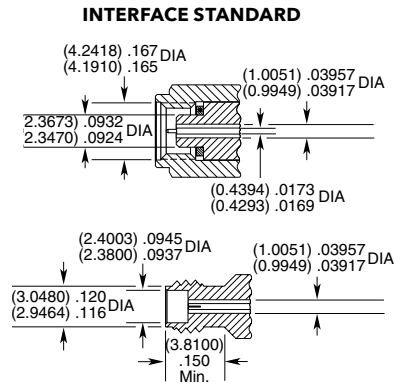 INTERFACE STANDARD
(4.2418) .167 DIA
(4.1910) .165
(1.0051) .03957 DIA
(0.9949) .03917
(2.3673) .0932 DIA
(2.3470) .0924
(0.4394) .0173 DIA
(0.4293) .0169
(2.4003) .0945 DIA
(2.3800) .0937
(1.0051) .03957 DIA
(0.9949) .03917
(3.0480) .120 DIA
(2.9464) .116
(3.8100)
.150
Min.